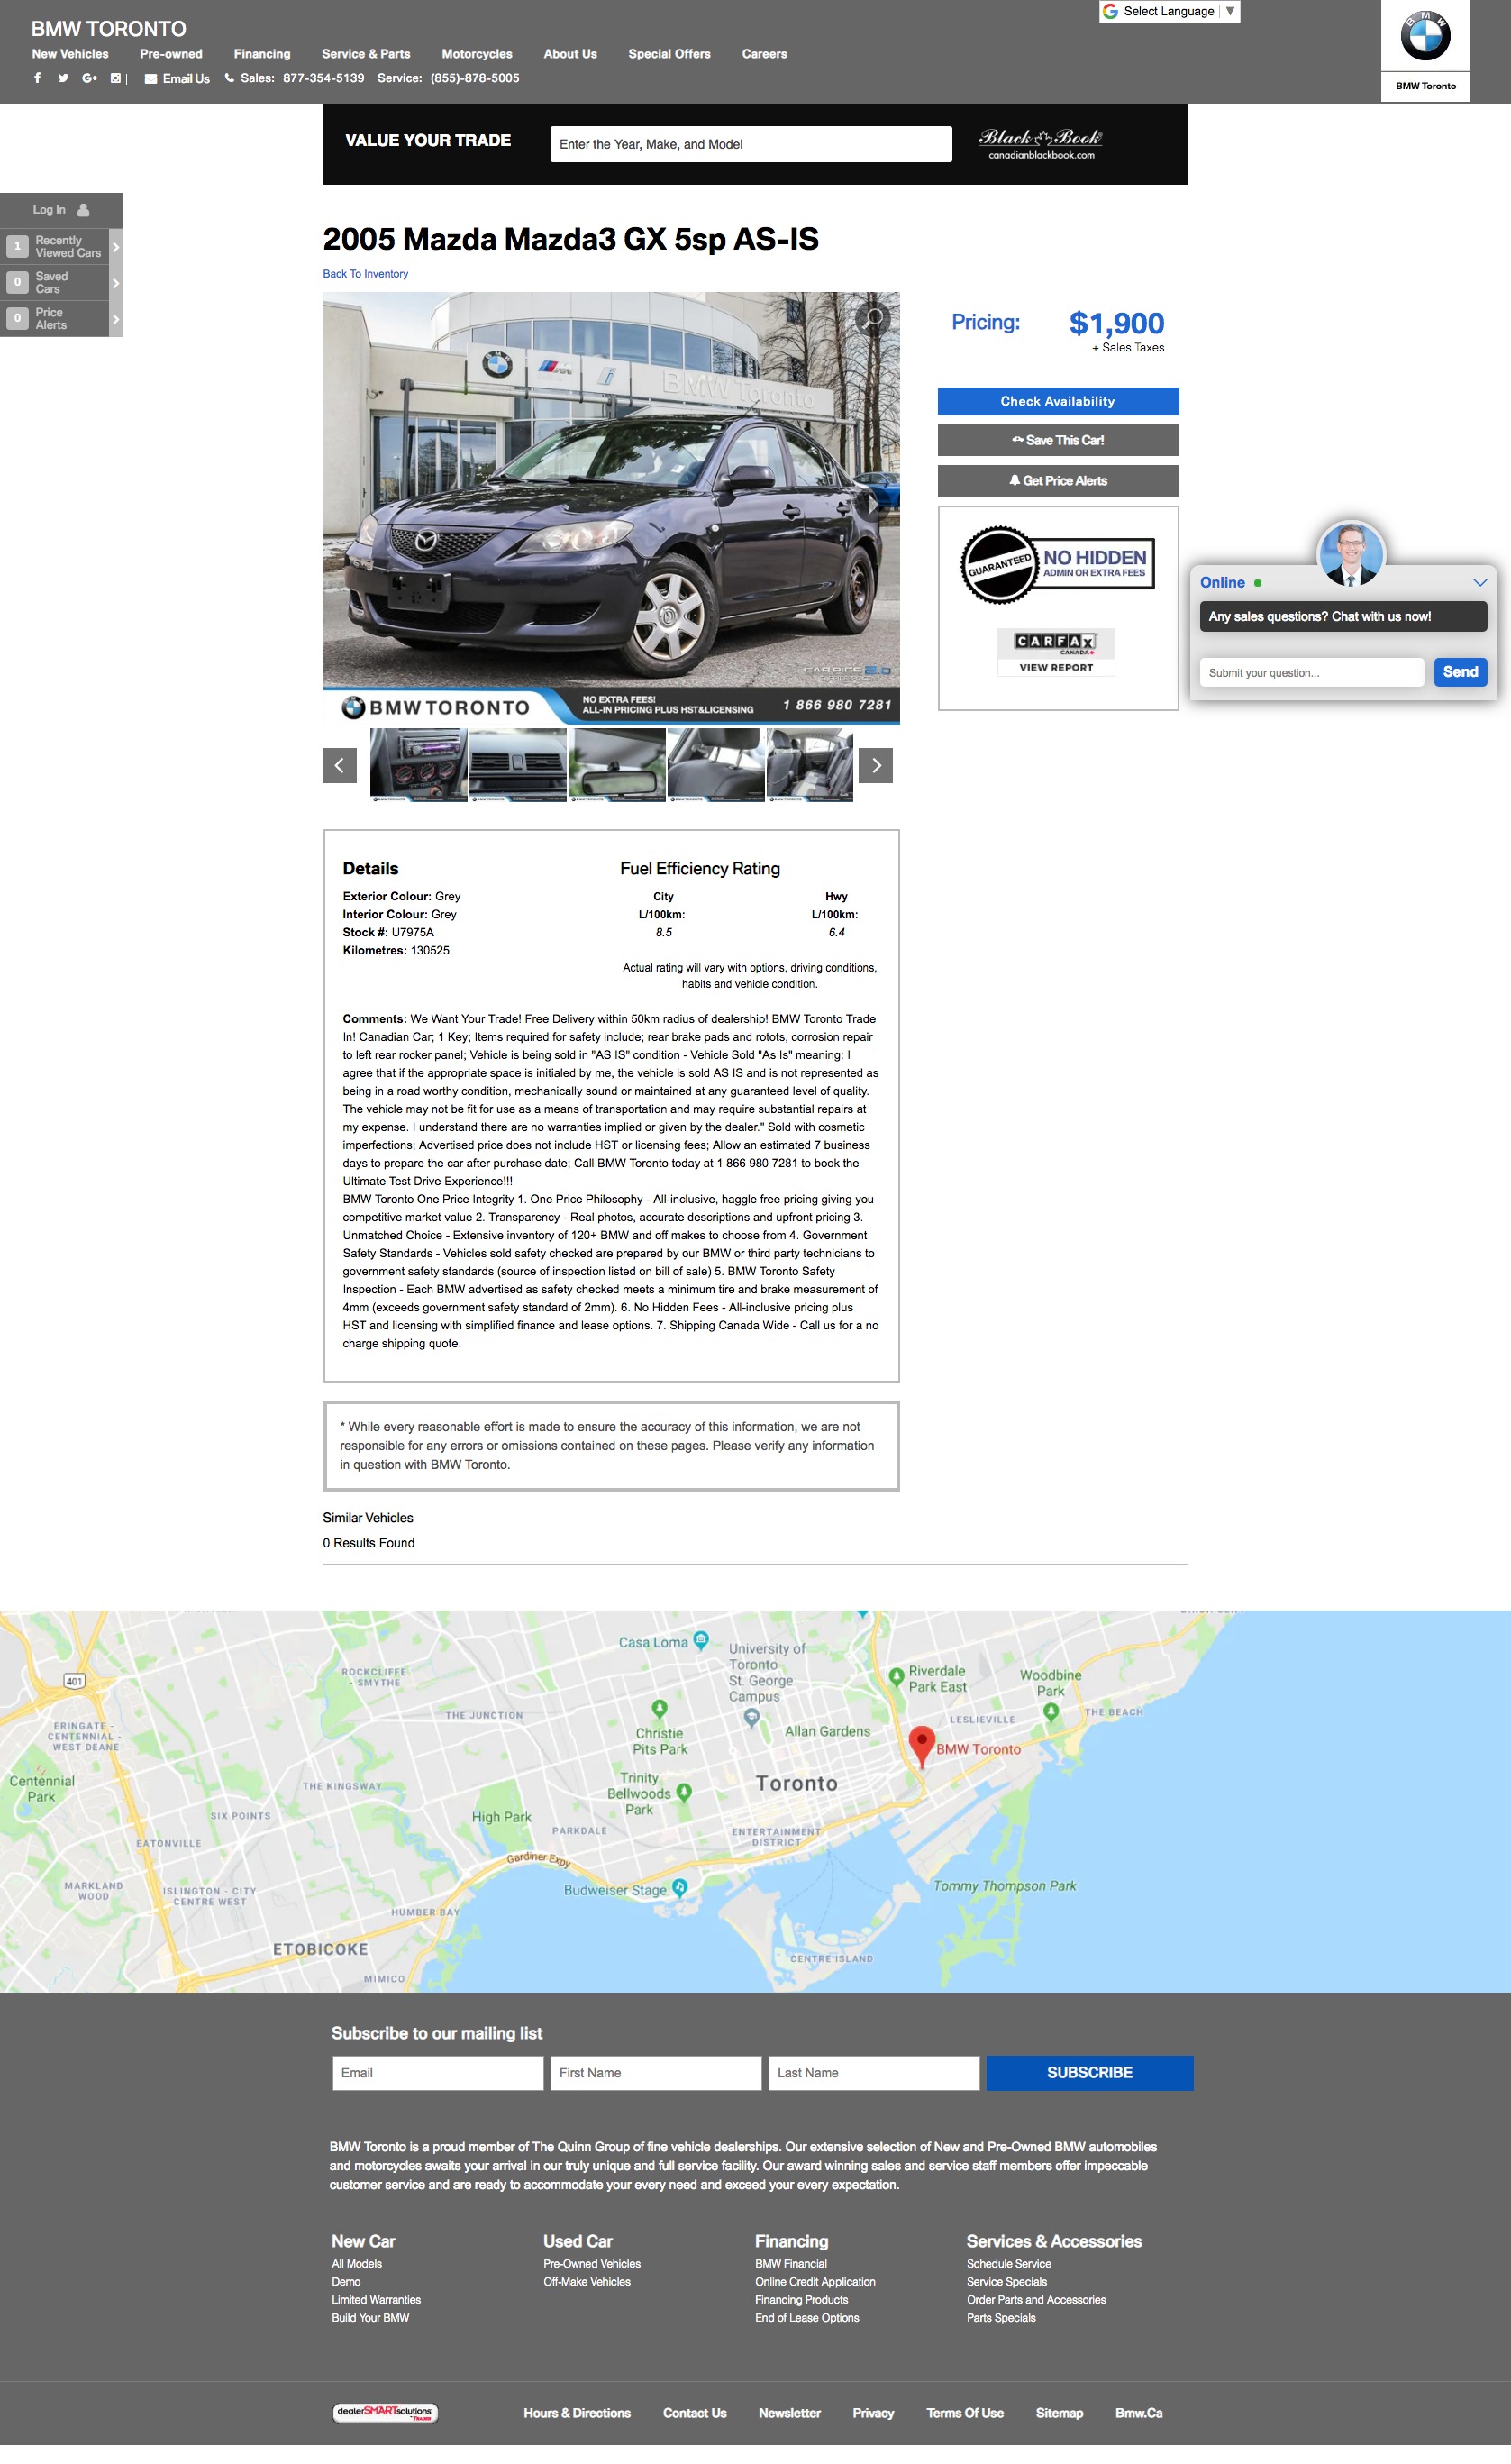 BMW TORONTO
New Vehicles Pre-owned Financing Service & Parts Motorcycles About Us Special Offers Careers
Email Us Sales: 877-354-5139 Service: (855)-878-5005
Select Language
BMW
BMW Toronto
VALUE YOUR TRADE
Enter the Year, Make, and Model
Black Book
canadianblackbook.com
Log In
1 Recently
Viewed Cars
0 Saved
Cars
0 Price
Alerts
2005 Mazda Mazda3 GX 5sp AS-IS
Back To Inventory
BMW Toronto
CARPICS 2.0
BMW TORONTO
NO EXTRA FEES!
ALL-IN PRICING PLUS HST&LICENSING
1 866 980 7281
Pricing: $1,900
+ Sales Taxes
Check Availability
Save This Car!
Get Price Alerts
GUARANTEED
NO HIDDEN
ADMIN OR EXTRA FEES
CARFAX
CANADA
VIEW REPORT
Online
Any sales questions? Chat with us now!
Submit your question...
Send
Details
Exterior Colour: Grey
Interior Colour: Grey
Stock #: U7975A
Kilometres: 130525
Fuel Efficiency Rating
City Hwy
L/100km: L/100km:
8.5 6.4
Actual rating will vary with options, driving conditions,
habits and vehicle condition.
Comments: We Want Your Trade! Free Delivery within 50km radius of dealership! BMW Toronto Trade
In! Canadian Car; 1 Key; Items required for safety include; rear brake pads and rotots, corrosion repair
to left rear rocker panel; Vehicle is being sold in "AS IS" condition - Vehicle Sold "As Is" meaning: I
agree that if the appropriate space is initialed by me, the vehicle is sold AS IS and is not represented as
being in a road worthy condition, mechanically sound or maintained at any guaranteed level of quality.
The vehicle may not be fit for use as a means of transportation and may require substantial repairs at
my expense. I understand there are no warranties implied or given by the dealer." Sold with cosmetic
imperfections; Advertised price does not include HST or licensing fees; Allow an estimated 7 business
days to prepare the car after purchase date; Call BMW Toronto today at 1 866 980 7281 to book the
Ultimate Test Drive Experience!!!
BMW Toronto One Price Integrity 1. One Price Philosophy - All-inclusive, haggle free pricing giving you
competitive market value 2. Transparency - Real photos, accurate descriptions and upfront pricing 3.
Unmatched Choice - Extensive inventory of 120+ BMW and off makes to choose from 4. Government
Safety Standards - Vehicles sold safety checked are prepared by our BMW or third party technicians to
government safety standards (source of inspection listed on bill of sale) 5. BMW Toronto Safety
Inspection - Each BMW advertised as safety checked meets a minimum tire and brake measurement of
4mm (exceeds government safety standard of 2mm). 6. No Hidden Fees - All-inclusive pricing plus
HST and licensing with simplified finance and lease options. 7. Shipping Canada Wide - Call us for a no
charge shipping quote.
* While every reasonable effort is made to ensure the accuracy of this information, we are not
responsible for any errors or omissions contained on these pages. Please verify any information
in question with BMW Toronto.
Similar Vehicles
0 Results Found
Casa Loma
University of
Toronto -
St. George
Campus
Riverdale
Park East
Woodbine
Park
401
ROCKCLIFFE
- SMYTHE
THE JUNCTION
LESLIEVILLE
THE BEACH
ERINGATE -
CENTENNIAL -
WEST DEANE
Christie
Pits Park
Allan Gardens
BMW Toronto
Centennial
Park
THE KINGSWAY
Trinity
Bellwoods
Park
Toronto
SIX POINTS
High Park
PARKDALE
ENTERTAINMENT
DISTRICT
EATONVILLE
Gardiner Expy
MARKLAND
WOOD
ISLINGTON - CITY
CENTRE WEST
Budweiser Stage
Tommy Thompson Park
HUMBER BAY
ETOBICOKE
CENTRE ISLAND
MIMICO
Subscribe to our mailing list
Email First Name Last Name SUBSCRIBE
BMW Toronto is a proud member of The Quinn Group of fine vehicle dealerships. Our extensive selection of New and Pre-Owned BMW automobiles
and motorcycles awaits your arrival in our truly unique and full service facility. Our award winning sales and service staff members offer impeccable
customer service and are ready to accommodate your every need and exceed your every expectation.
New Car Used Car Financing Services & Accessories
All Models Pre-Owned Vehicles BMW Financial Schedule Service
Demo Off-Make Vehicles Online Credit Application Service Specials
Limited Warranties Financing Products Order Parts and Accessories
Build Your BMW End of Lease Options Parts Specials
dealerSMARTsolutions
Hours & Directions Contact Us Newsletter Privacy Terms Of Use Sitemap Bmw.Ca